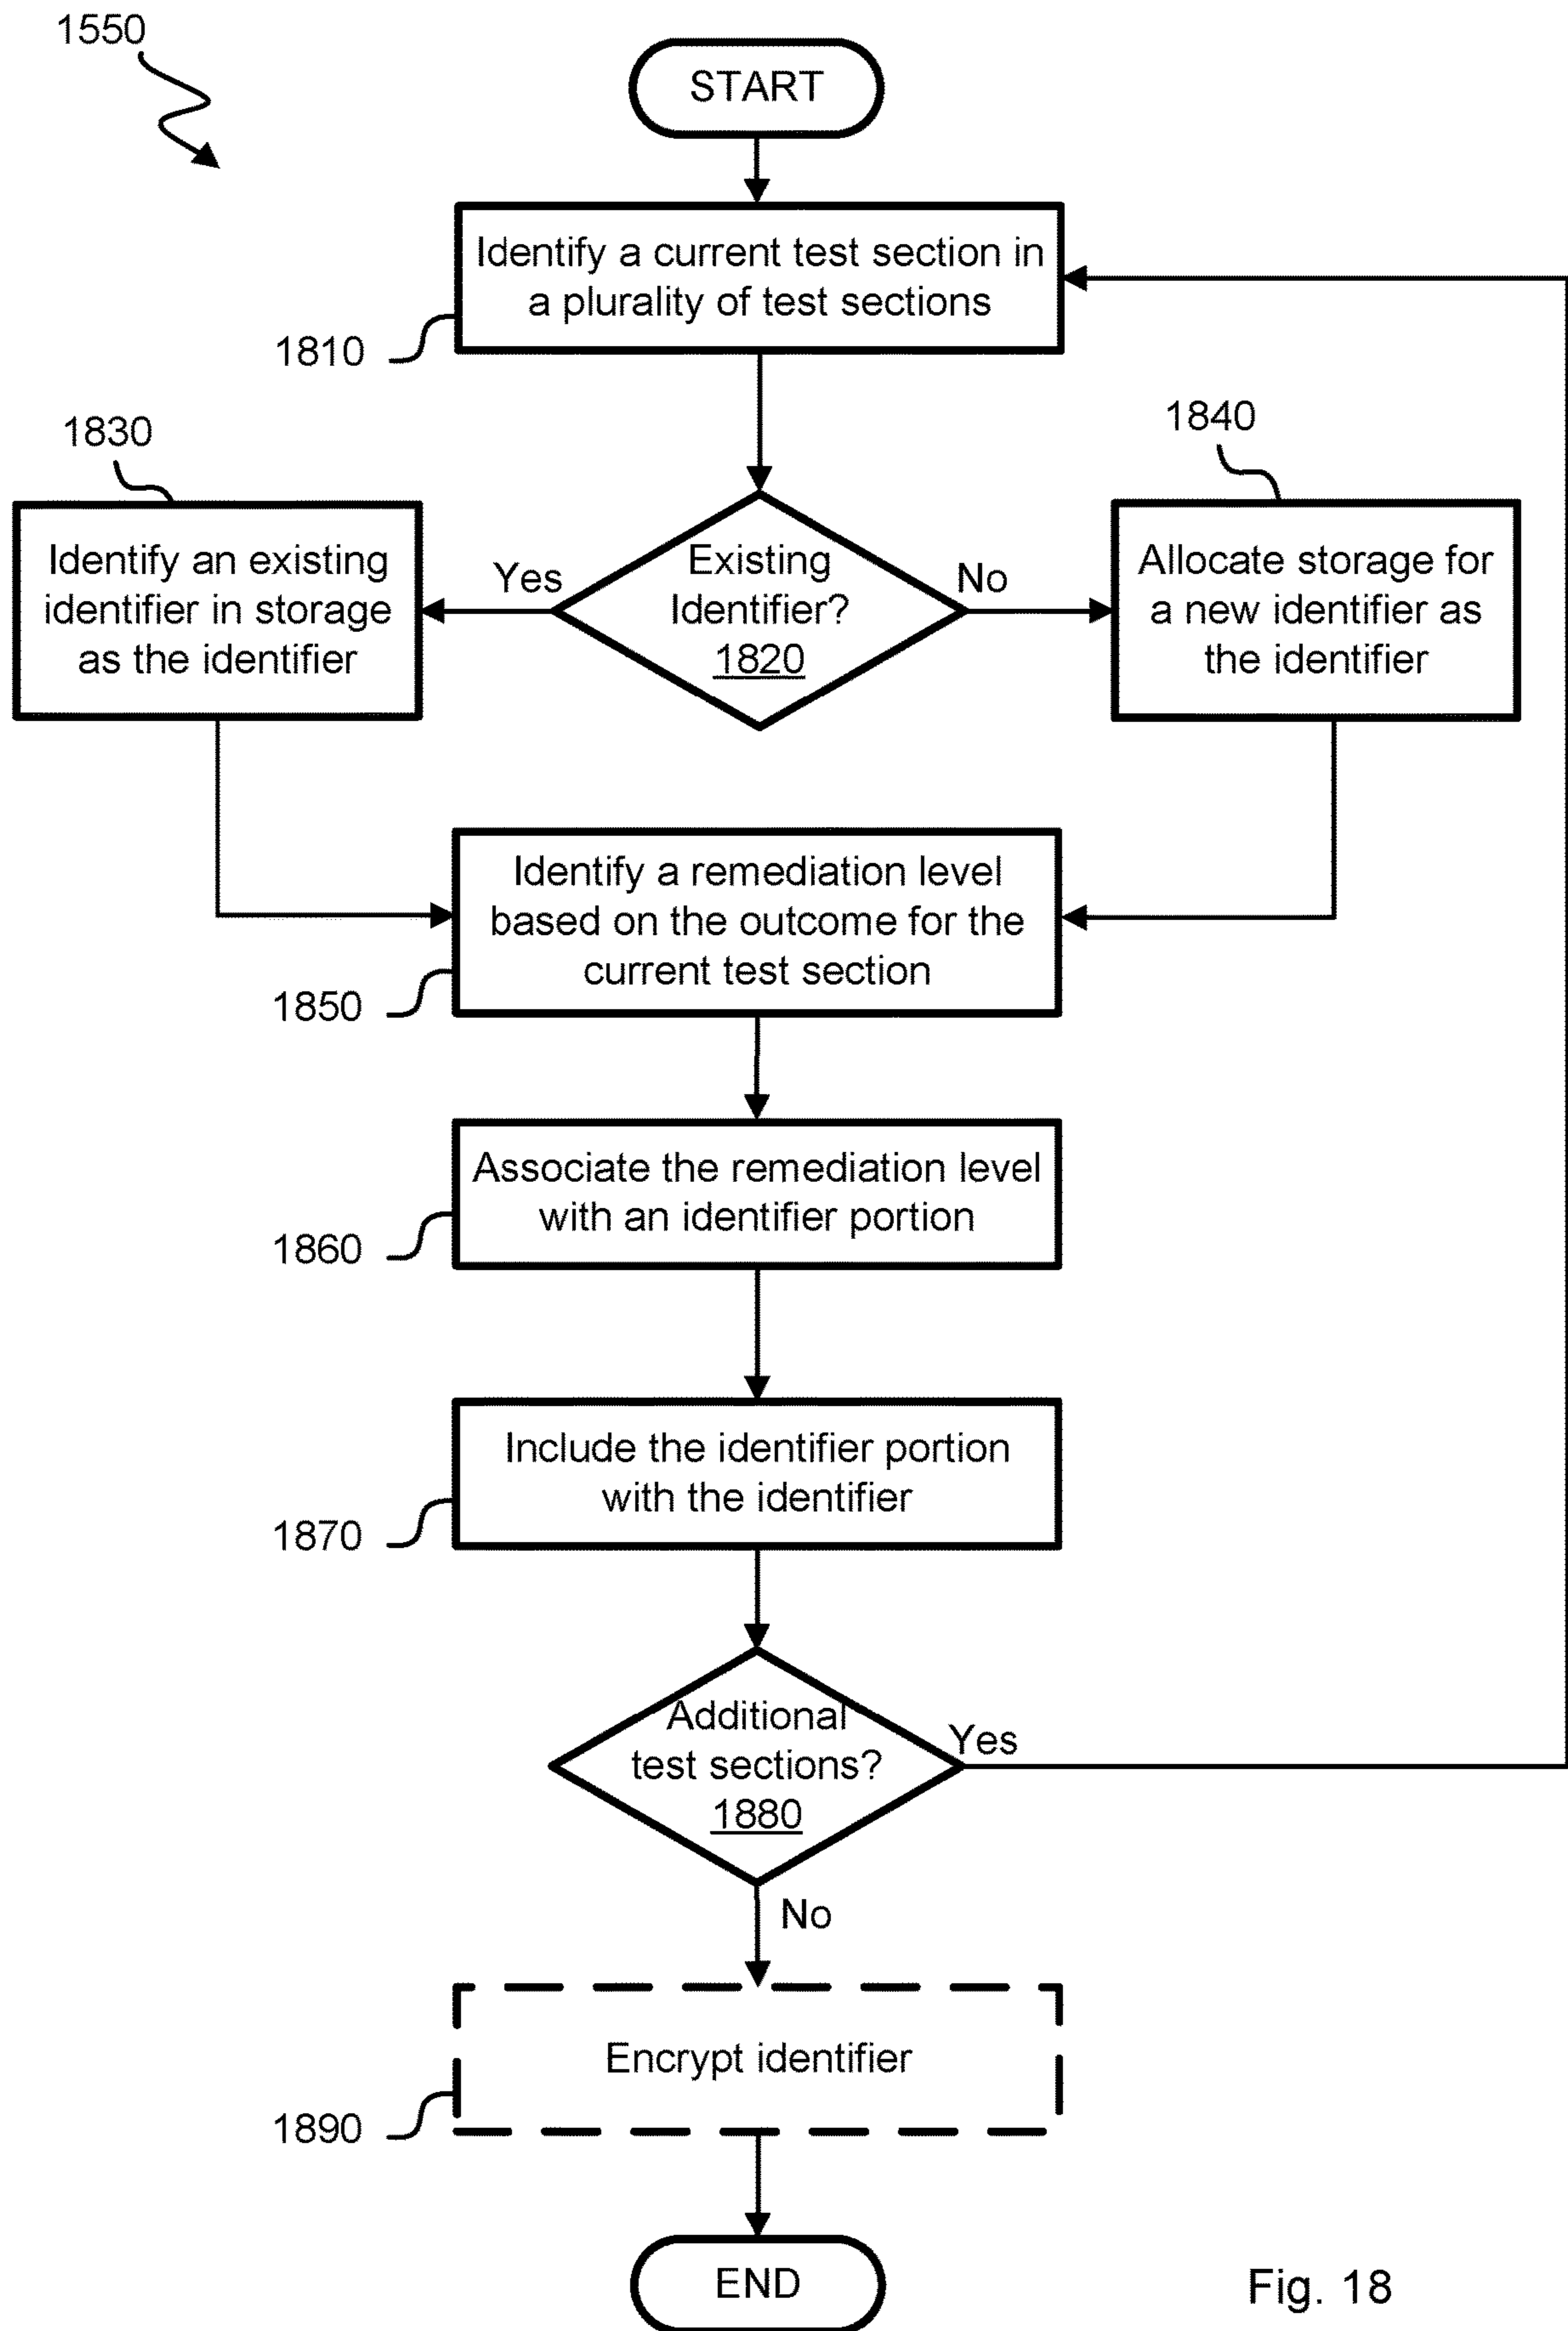 1550
START
Identify a current test section in
a plurality of test sections
1810
1830
1840
Identify an existing
identifier in storage
as the identifier
Yes
Existing
Identifier?
1820
No
Allocate storage for
a new identifier as
the identifier
Identify a remediation level
based on the outcome for the
current test section
1850
Associate the remediation level
with an identifier portion
1860
Include the identifier portion
with the identifier
1870
Additional
test sections?
1880
Yes
No
Encrypt identifier
1890
END
Fig. 18